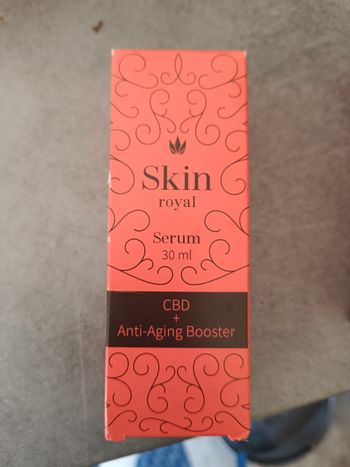 Skin
royal
Serum
30 ml
CBD
+
Anti-Aging Booster